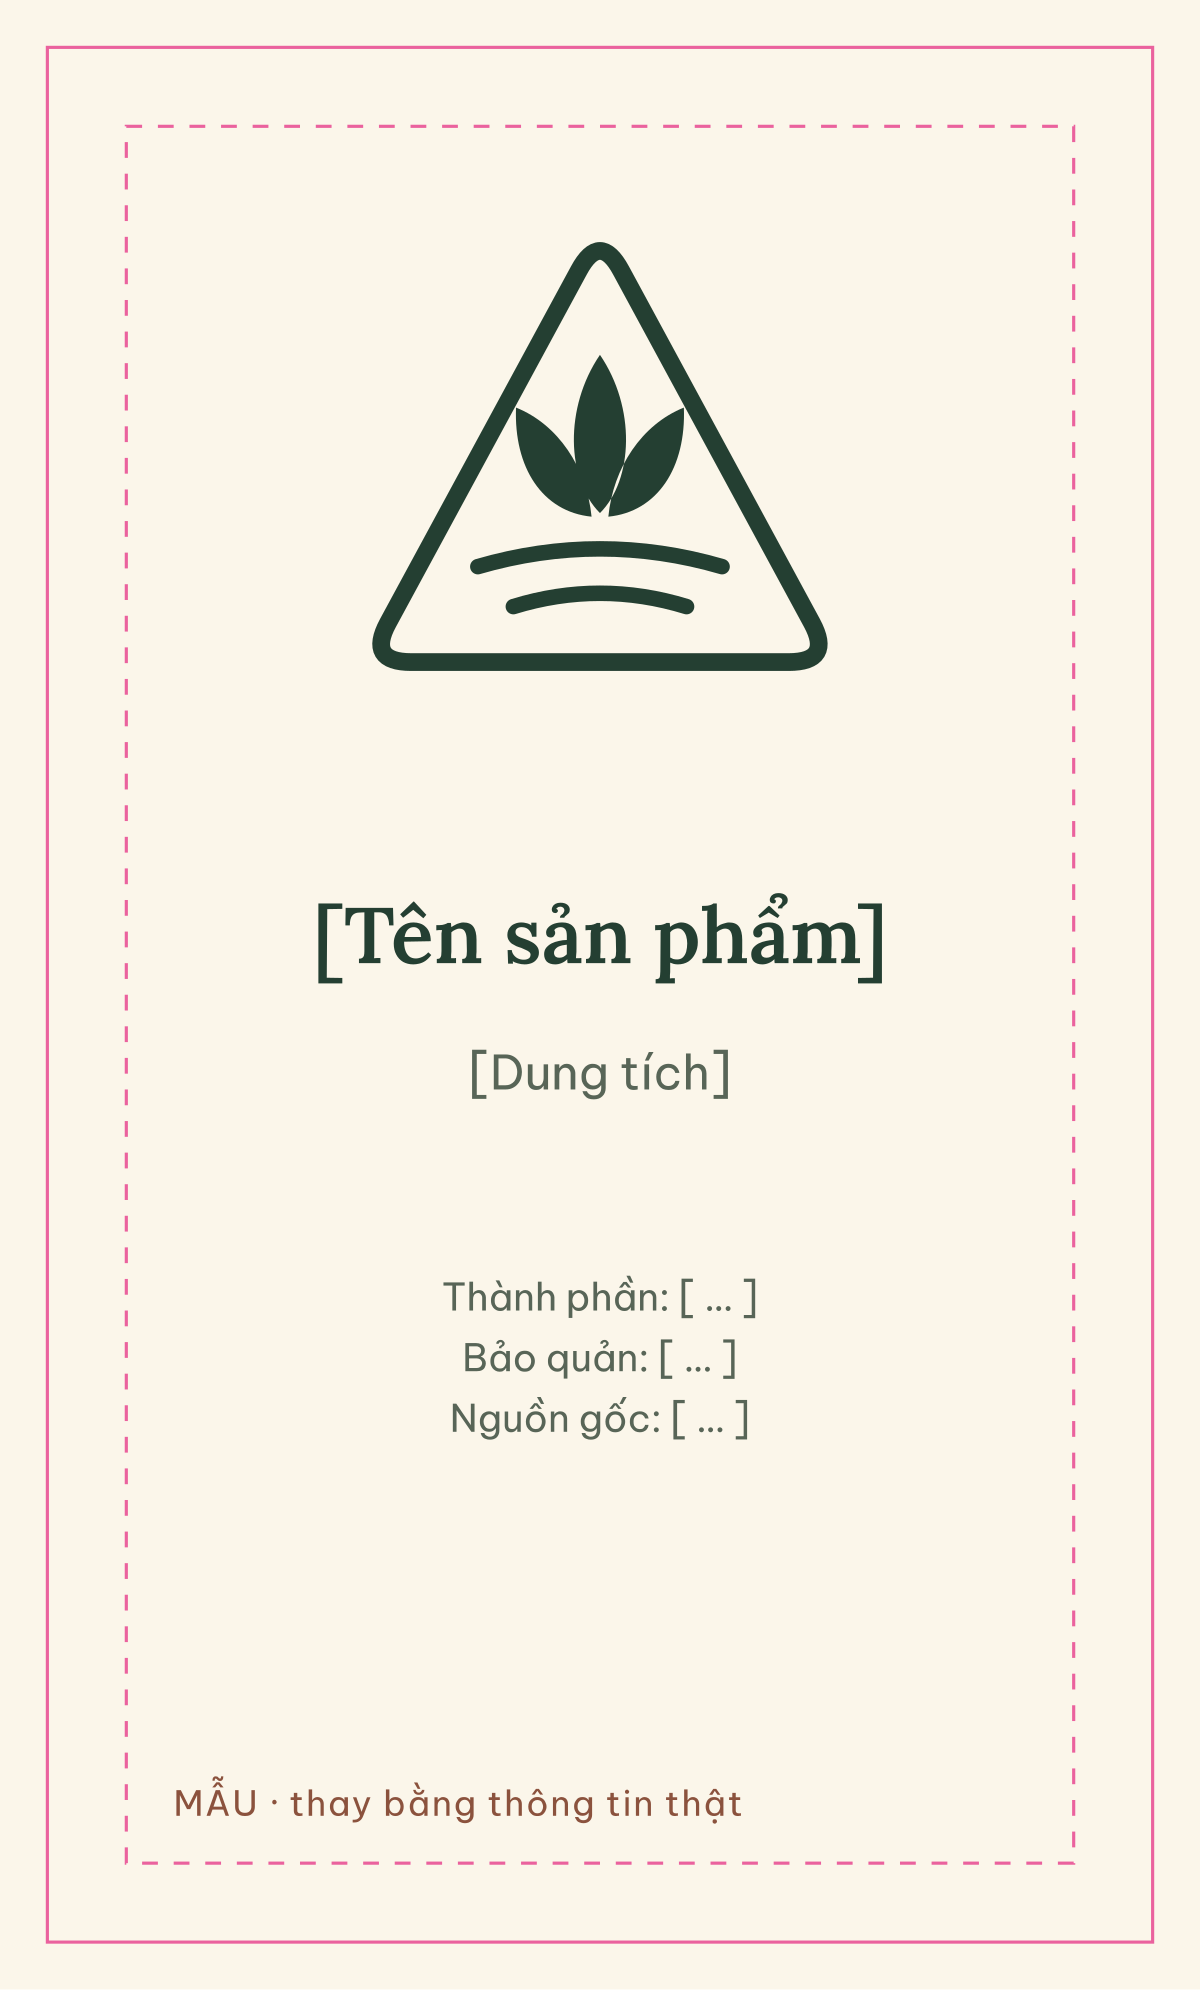 [Tên sản phẩm]
[Dung tích]
Thành phần: [ ... ]
Bảo quản: [ ... ]
Nguồn gốc: [ ... ]
MẪU · thay bằng thông tin thật